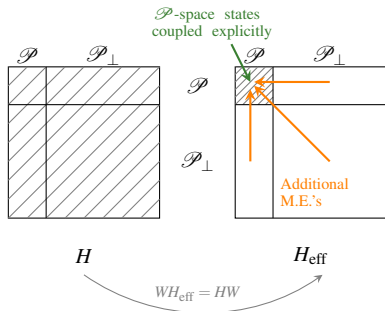 𝒫-space states
coupled explicitly
𝒫 𝒫⊥ 𝒫 𝒫⊥
𝒫
𝒫⊥
Additional
M.E.'s
H Heff
WHeff = HW